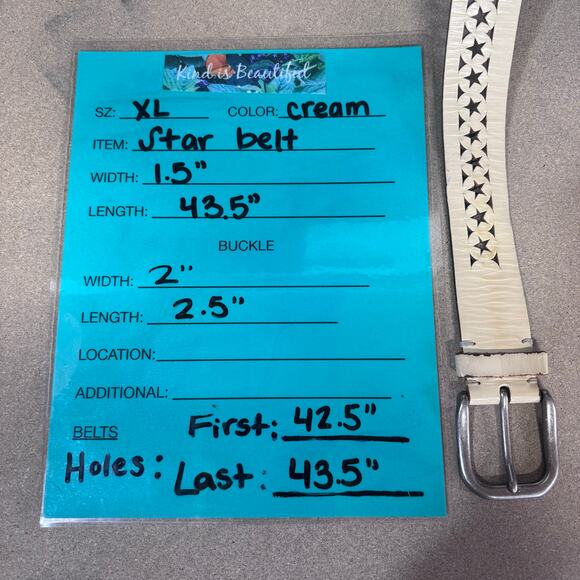 Kind is Beautiful
SZ: XL COLOR: cream
ITEM: Star belt
WIDTH: 1.5"
LENGTH: 43.5"
BUCKLE
WIDTH: 2"
LENGTH: 2.5"
LOCATION:
ADDITIONAL:
BELTS First: 42.5"
Holes: Last: 43.5"